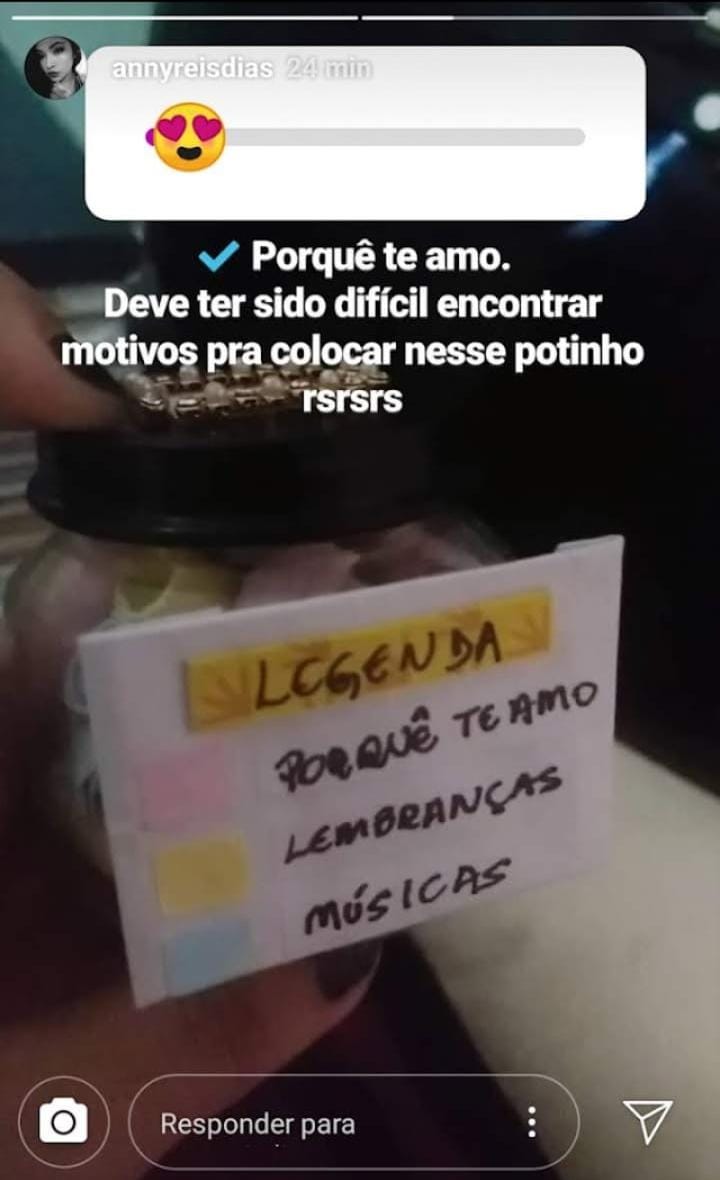 annyreisdias 24 min
Porquê te amo.
Deve ter sido difícil encontrar
motivos pra colocar nesse potinho
rsrsrs
LEGENDA
PORQUÊ TE AMO
LEMBRANÇAS
MÚSICAS
Responder para